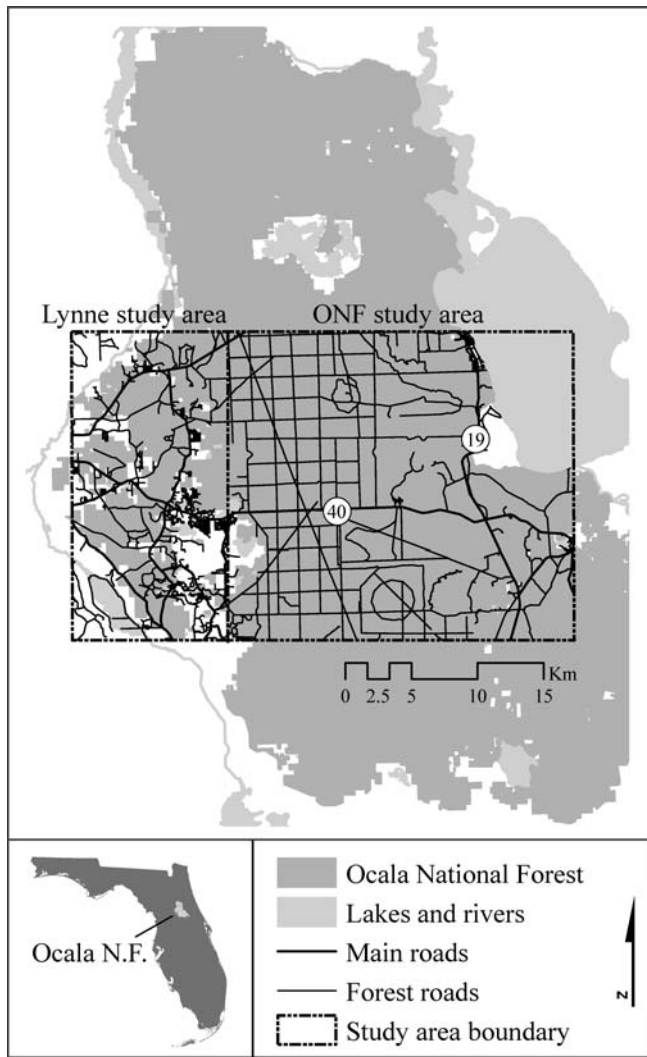 Lynne study area ONF study area
19
40
Km
0 2.5 5 10 15
Ocala N.F.
Ocala National Forest
Lakes and rivers
Main roads
Forest roads
Study area boundary
N